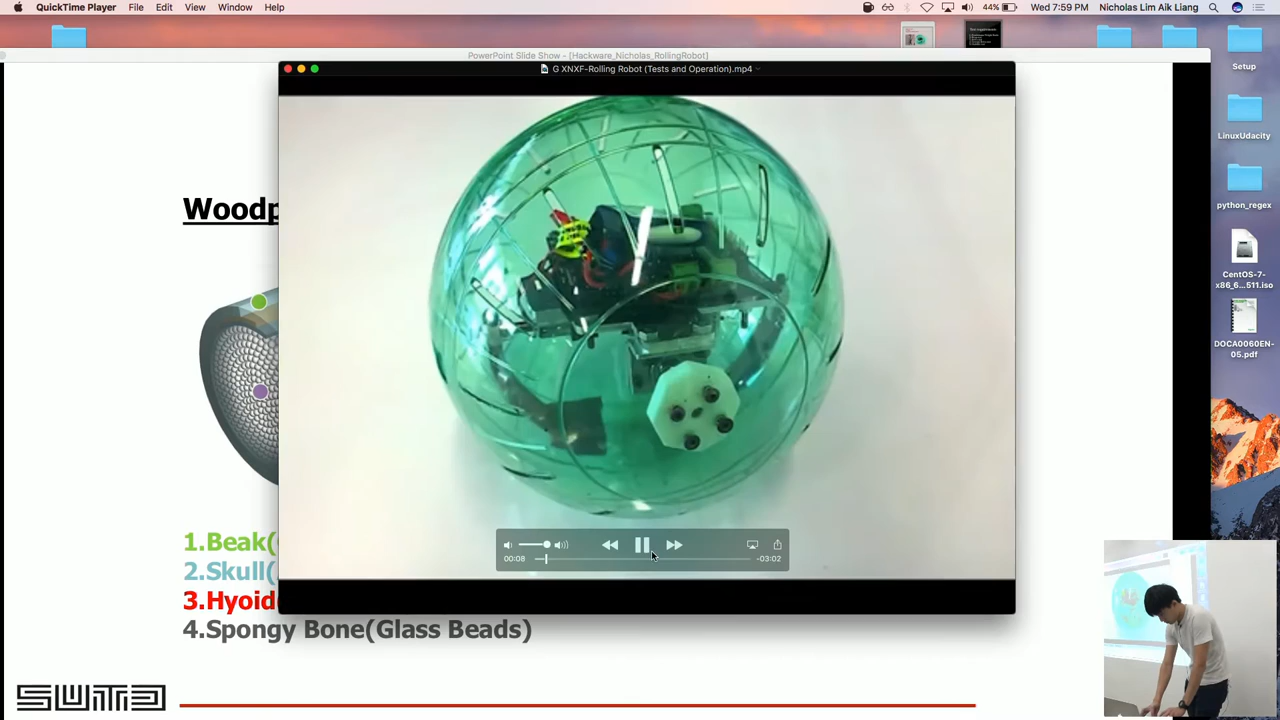 QuickTime Player File Edit View Window Help 44% Wed 7:59 PM Nicholas Lim Aik Liang
PowerPoint Slide Show - [Hackware_Nicholas_RollingRobot]
G XNXF-Rolling Robot (Tests and Operation).mp4
Setup
LinuxUdacity
python_regex
CentOS-7-
x86_6...511.iso
DOCA0060EN-
05.pdf
Woodp
00:08
-03:02
1.Beak(
2.Skull(
3.Hyoid
4.Spongy Bone(Glass Beads)
SUTD